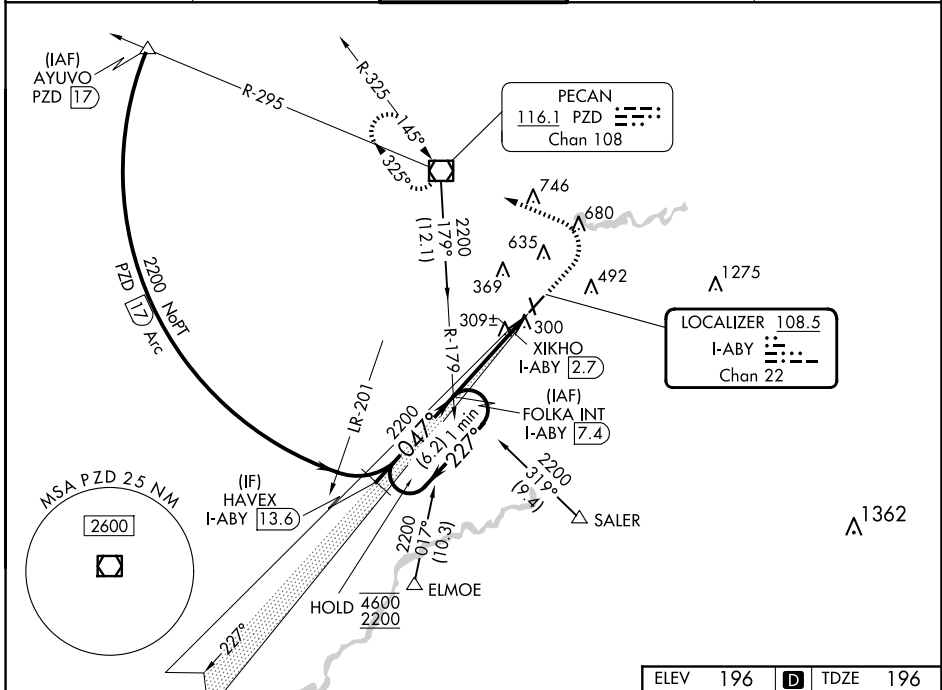 (IAF)
AYUVO
PZD 17
R-295
R-325
145°
325°
PECAN
116.1 PZD
Chan 108
2200
179°
(12.1)
746
680
635
369
492
1275
2200 NoPT
PZD 17 Arc
309±
300
XIKHO
I-ABY 2.7
LOCALIZER 108.5
I-ABY
Chan 22
R-179
LR-201
(IAF)
FOLKA INT
I-ABY 7.4
2200
047°
(6.2) 1 min
227°
(IF)
HAVEX
I-ABY 13.6
2200
319°
(9.4)
SALER
MSA PZD 25 NM
2600
2200
017°
(10.3)
ELMOE
1362
HOLD 4600
2200
227°
ELEV 196 D TDZE 196